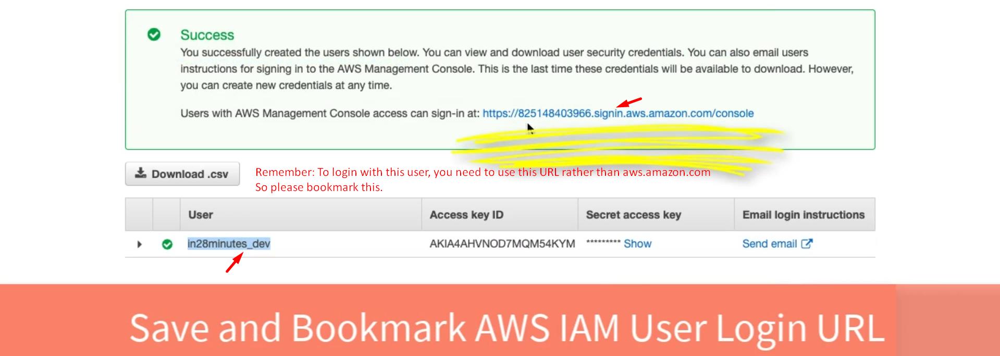 Success
You successfully created the users shown below. You can view and download user security credentials. You can also email users
instructions for signing in to the AWS Management Console. This is the last time these credentials will be available to download. However,
you can create new credentials at any time.
Users with AWS Management Console access can sign-in at: https://825148403966.signin.aws.amazon.com/console
Download .csv
Remember: To login with this user, you need to use this URL rather than aws.amazon.com
So please bookmark this.
User Access key ID Secret access key Email login instructions
in28minutes_dev AKIA4AHVNOD7MQM54KYM ********* Show Send email
Save and Bookmark AWS IAM User Login URL